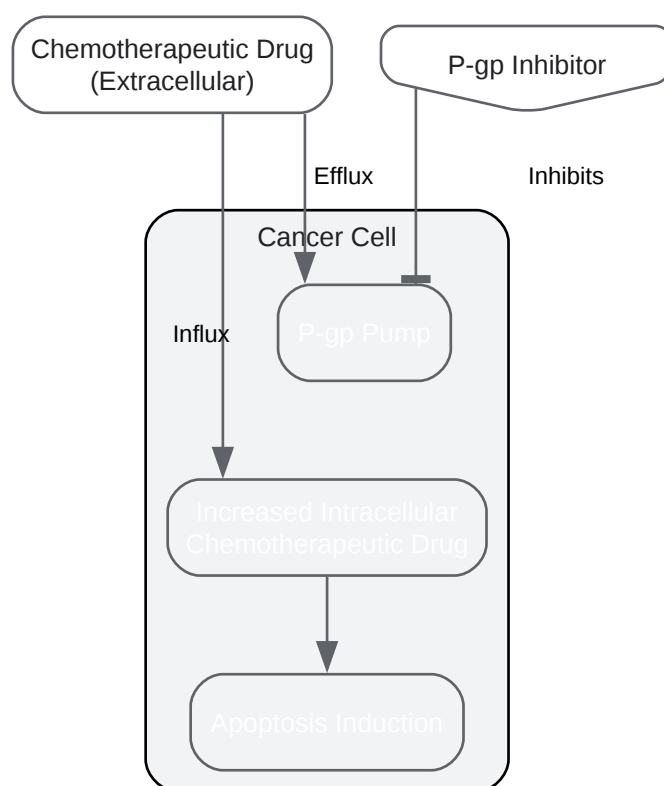 Chemotherapeutic Drug
(Extracellular)
P-gp Inhibitor
Efflux
Inhibits
Cancer Cell
Influx
P-gp Pump
Increased Intracellular
Chemotherapeutic Drug
Apoptosis Induction